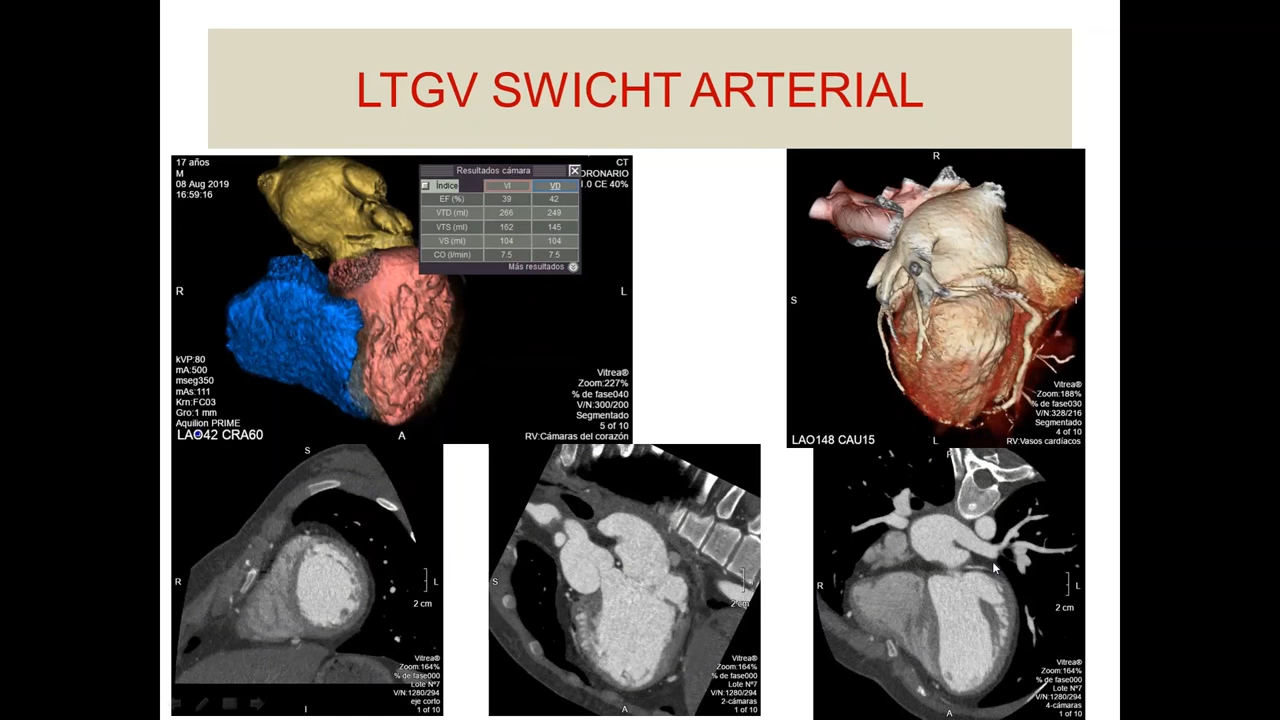 LTGV SWICHT ARTERIAL
17 años
M
08 Aug 2019
16:59:16
CT
CORONARIO
1.0 CE 40%
Resultados cámara
Índice VI VD
EF (%) 39 42
VTD (ml) 266 249
VTS (ml) 162 145
VS (ml) 104 104
CO (l/min) 7.5 7.5
Más resultados
R
L
kVP:80
mA:500
mseg350
mAs:111
Krn:FC03
Gro:1 mm
Aquilion PRIME
LAO42 CRA60
A
Vitrea®
Zoom:227%
% de fase040
V/N:300/200
Segmentado
5 of 10
RV:Cámaras del corazón
R
S
I
Vitrea®
Zoom:188%
% de fase030
V/N:328/216
Segmentado
4 of 10
RV:Vasos cardíacos
LAO148 CAU15
L
S
R
L
2 cm
Vitrea®
Zoom:164%
% de fase000
Lote Nº7
V/N:1280/294
eje corto
1 of 10
I
S
2 cm
Vitrea®
Zoom:164%
% de fase000
Lote Nº7
V/N:1280/294
2-cámaras
1 of 10
A
R
L
2 cm
Vitrea®
Zoom:164%
% de fase000
Lote Nº7
V/N:1280/294
4-cámaras
1 of 10
A